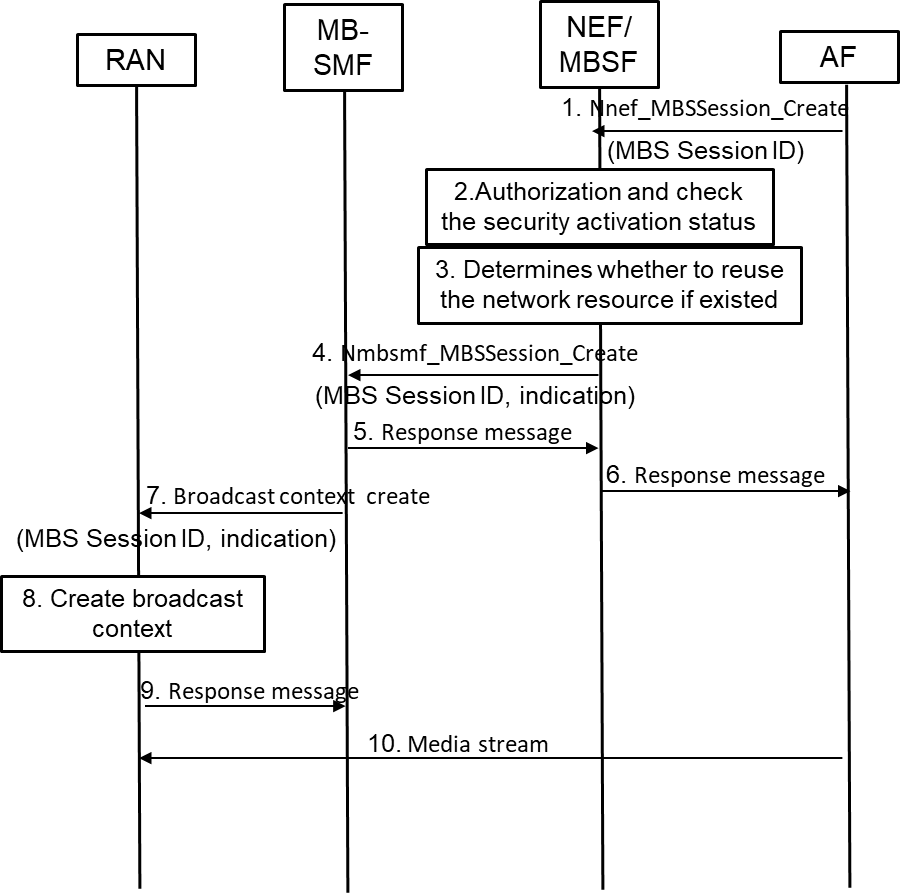 RAN
MB-
SMF
NEF/
MBSF
AF
1. Nnef_MBSSession_Create
(MBS Session ID)
2.Authorization and check
the security activation status
3. Determines whether to reuse
the network resource if existed
4. Nmbsmf_MBSSession_Create
(MBS Session ID, indication)
5. Response message
6. Response message
7. Broadcast context create
(MBS Session ID, indication)
8. Create broadcast
context
9. Response message
10. Media stream